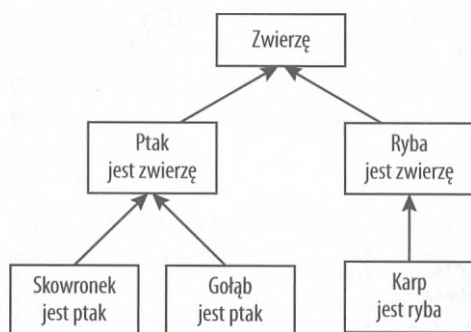 Zwierzę
Ptak
jest zwierzę
Ryba
jest zwierzę
Skowronek
jest ptak
Gołąb
jest ptak
Karp
jest ryba